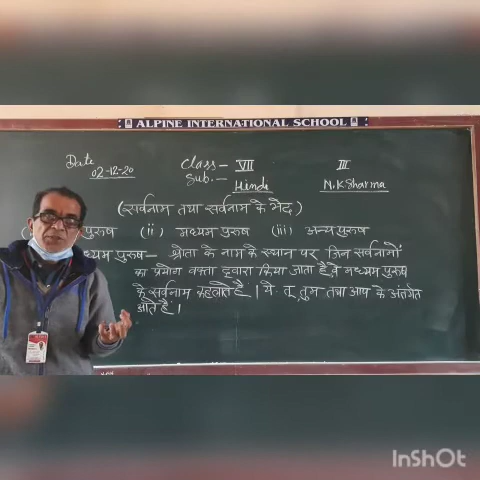 ALPINE INTERNATIONAL SCHOOL
Date 02-12-20 Class - VII III
Sub. - Hindi N.K Sharma
(सर्वनाम तथा सर्वनाम के भेद)
पुरुष (ii) मध्यम पुरुष (iii) अन्य पुरुष
ध्यम पुरुष - श्रोता के नाम के स्थान पर जिन सर्वनामों
का प्रयोग वक्ता द्वारा किया जाता है, वे मध्यम पुरुष
के सर्वनाम कहलाते हैं । ये. तू तुम तथा आप के अंतर्गत
आते हैं ।
InShOt